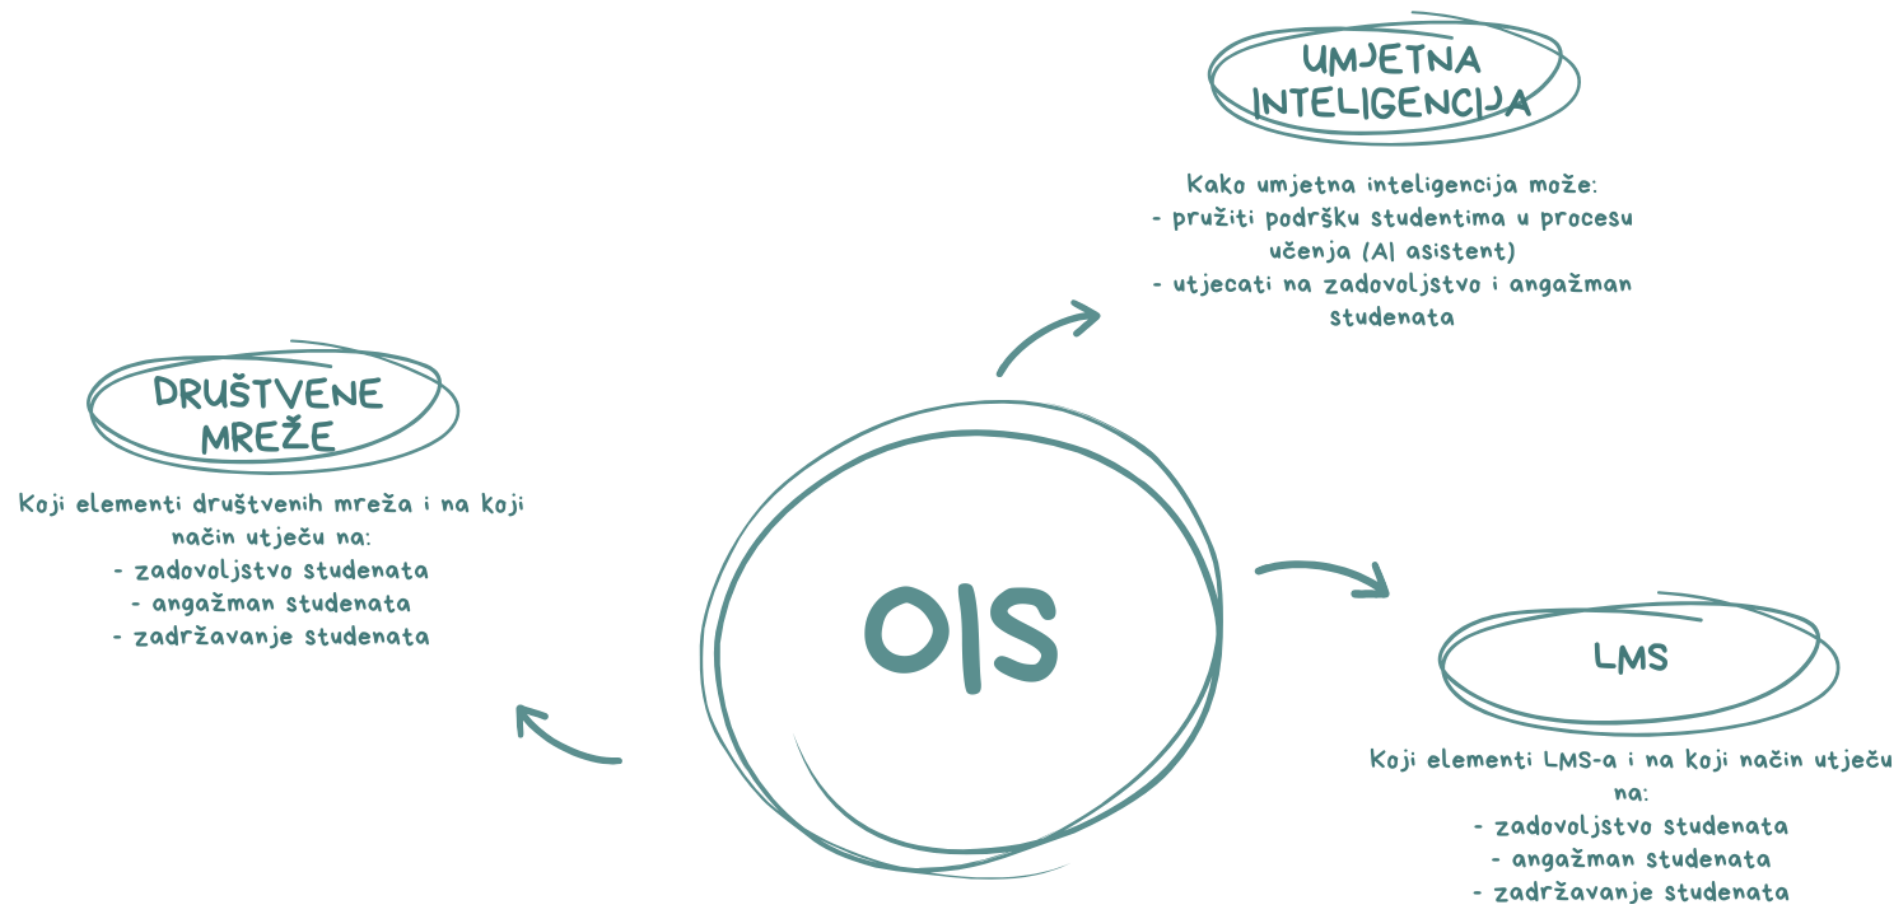 UMJETNA
INTELIGENCIJA
Kako umjetna inteligencija može:
- pružiti podršku studentima u procesu
učenja (AI asistent)
- utjecati na zadovoljstvo i angažman
studenata
DRUŠTVENE
MREŽE
Koji elementi društvenih mreža i na koji
način utječu na:
- zadovoljstvo studenata
- angažman studenata
- zadržavanje studenata
OIS
LMS
Koji elementi LMS-a i na koji način utječu
na:
- zadovoljstvo studenata
- angažman studenata
- zadržavanje studenata